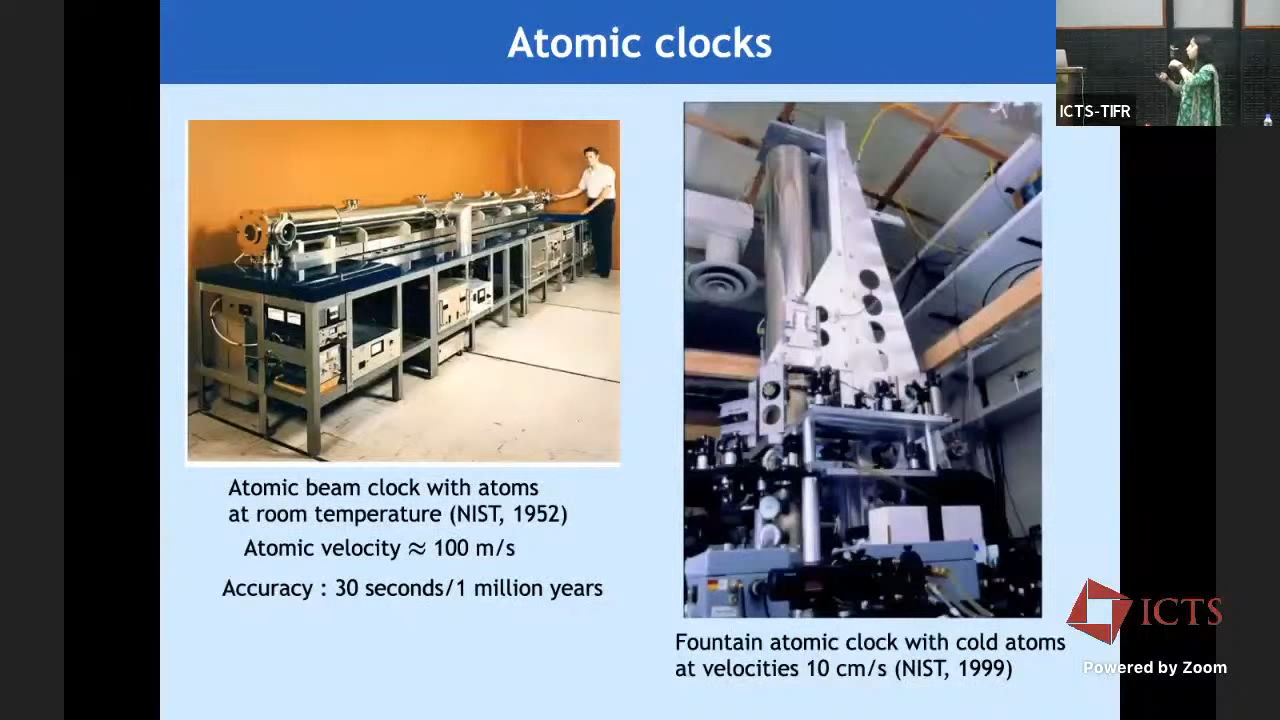 Atomic clocks
ICTS-TIFR
Atomic beam clock with atoms
at room temperature (NIST, 1952)
Atomic velocity ≈ 100 m/s
Accuracy : 30 seconds/1 million years
Fountain atomic clock with cold atoms
at velocities 10 cm/s (NIST, 1999)
ICTS
Powered by Zoom